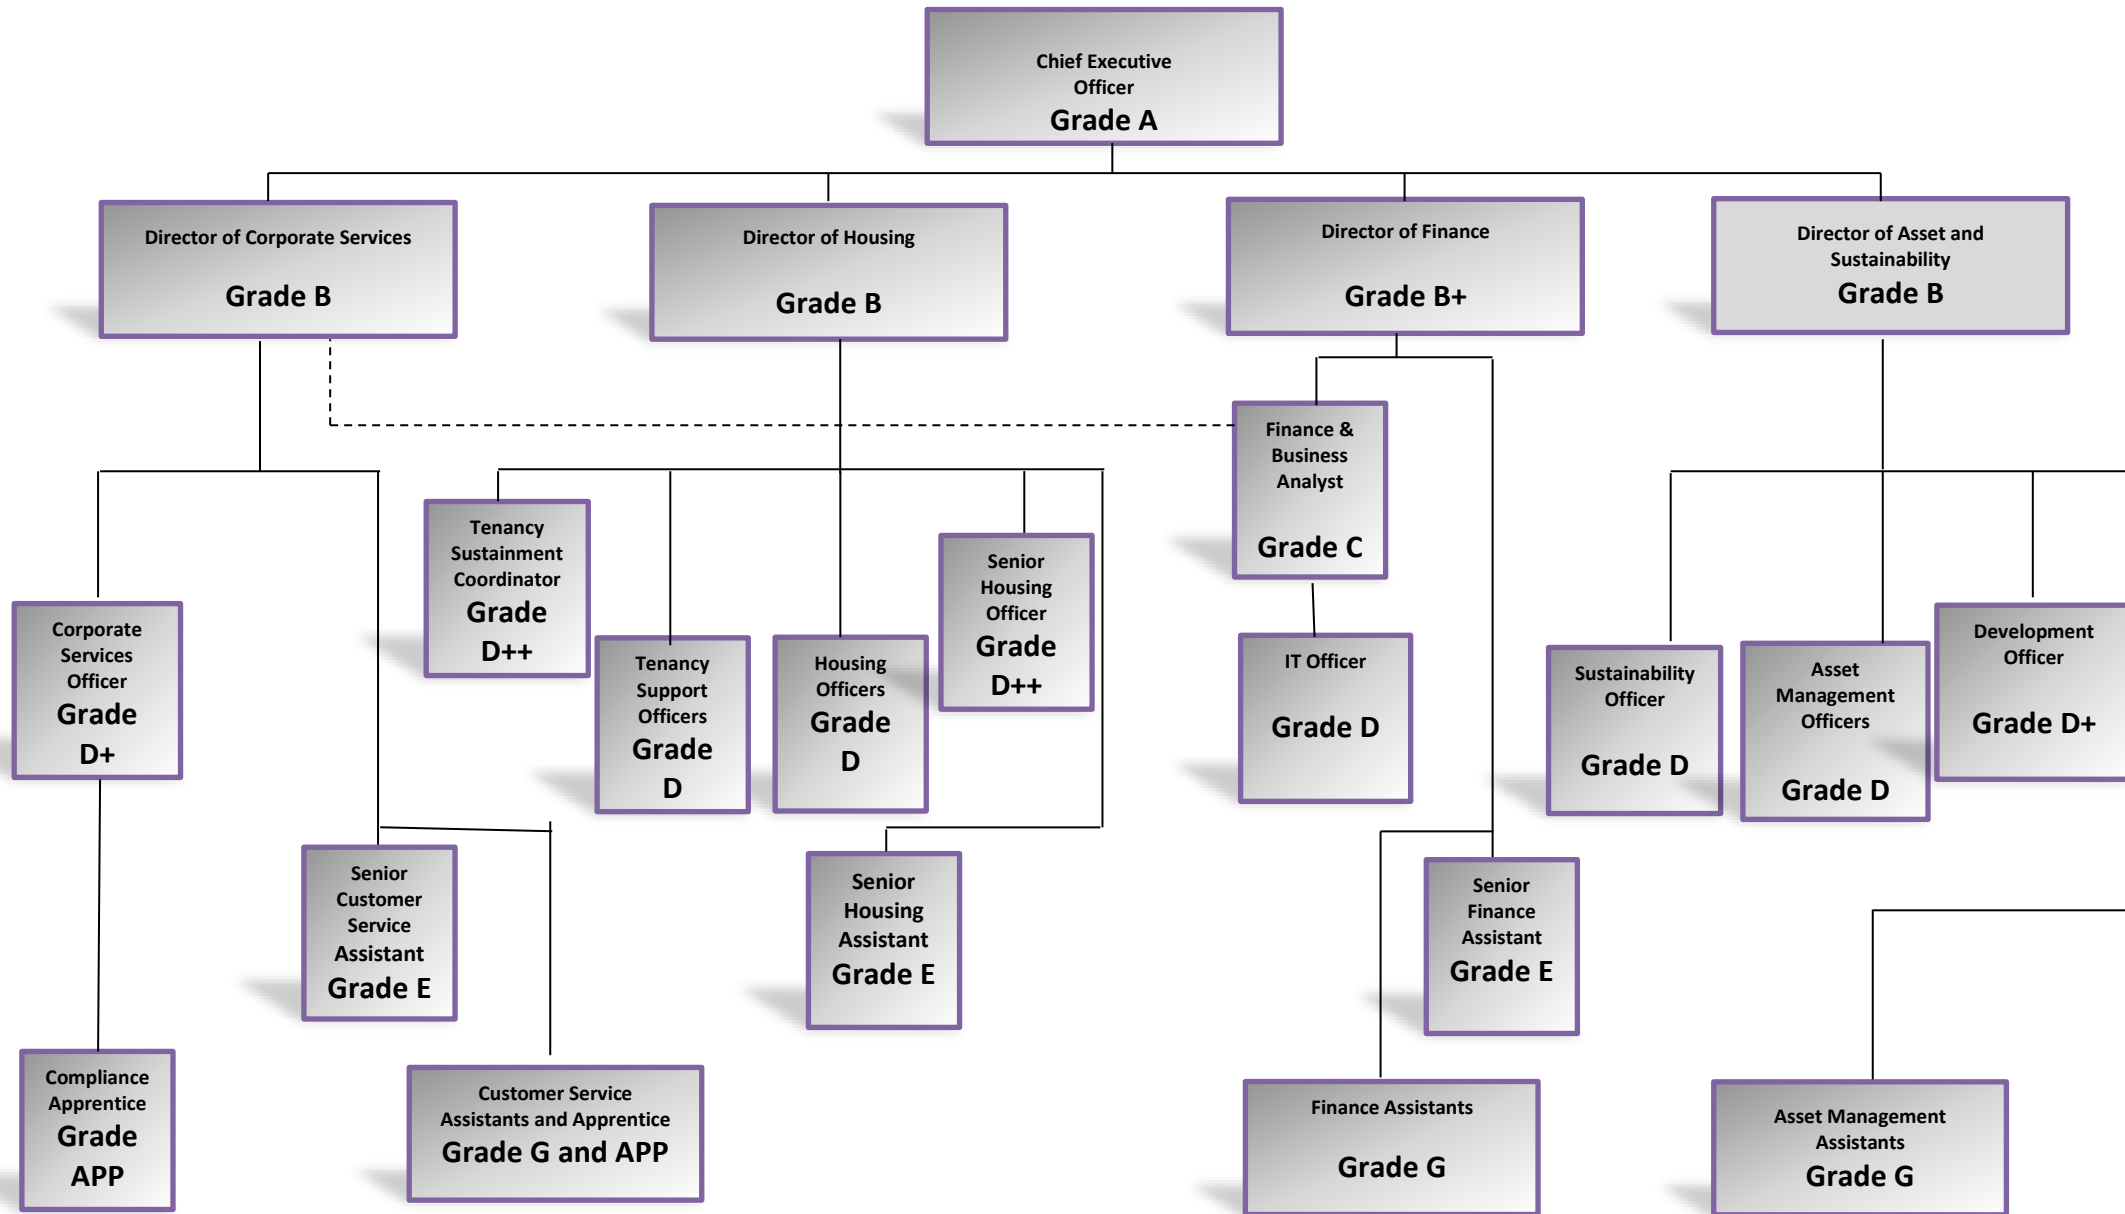 Chief Executive
Officer
Grade A
Director of Corporate Services
Grade B
Director of Housing
Grade B
Director of Finance
Grade B+
Director of Asset and
Sustainability
Grade B
Finance &
Business
Analyst
Grade C
Tenancy
Sustainment
Coordinator
Grade
D++
Senior
Housing
Officer
Grade
D++
Corporate
Services
Officer
Grade
D+
Tenancy
Support
Officers
Grade
D
Housing
Officers
Grade
D
IT Officer
Grade D
Sustainability
Officer
Grade D
Asset
Management
Officers
Grade D
Development
Officer
Grade D+
Senior
Customer
Service
Assistant
Grade E
Senior
Housing
Assistant
Grade E
Senior
Finance
Assistant
Grade E
Compliance
Apprentice
Grade
APP
Customer Service
Assistants and Apprentice
Grade G and APP
Finance Assistants
Grade G
Asset Management
Assistants
Grade G